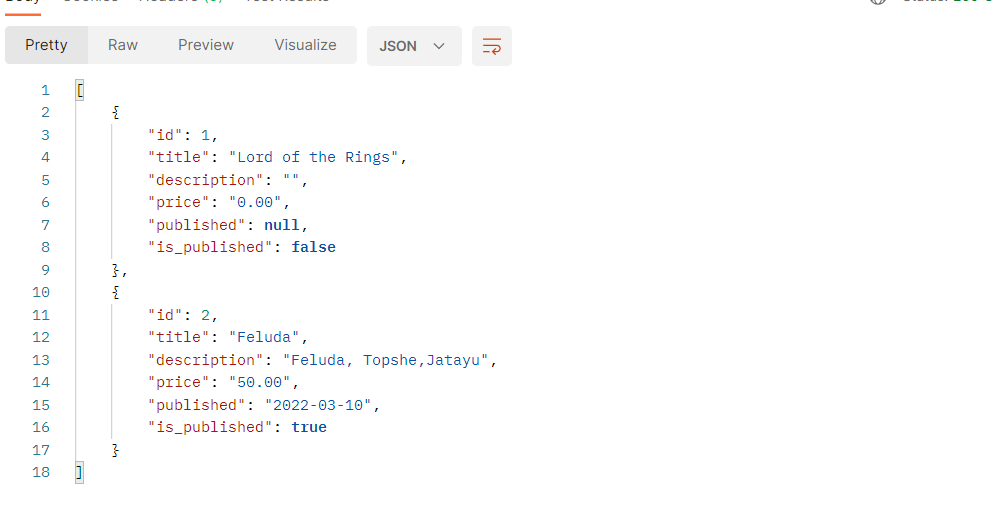 Pretty Raw Preview Visualize JSON
1 [
2 {
3 "id": 1,
4 "title": "Lord of the Rings",
5 "description": "",
6 "price": "0.00",
7 "published": null,
8 "is_published": false
9 },
10 {
11 "id": 2,
12 "title": "Feluda",
13 "description": "Feluda, Topshe,Jatayu",
14 "price": "50.00",
15 "published": "2022-03-10",
16 "is_published": true
17 }
18 ]